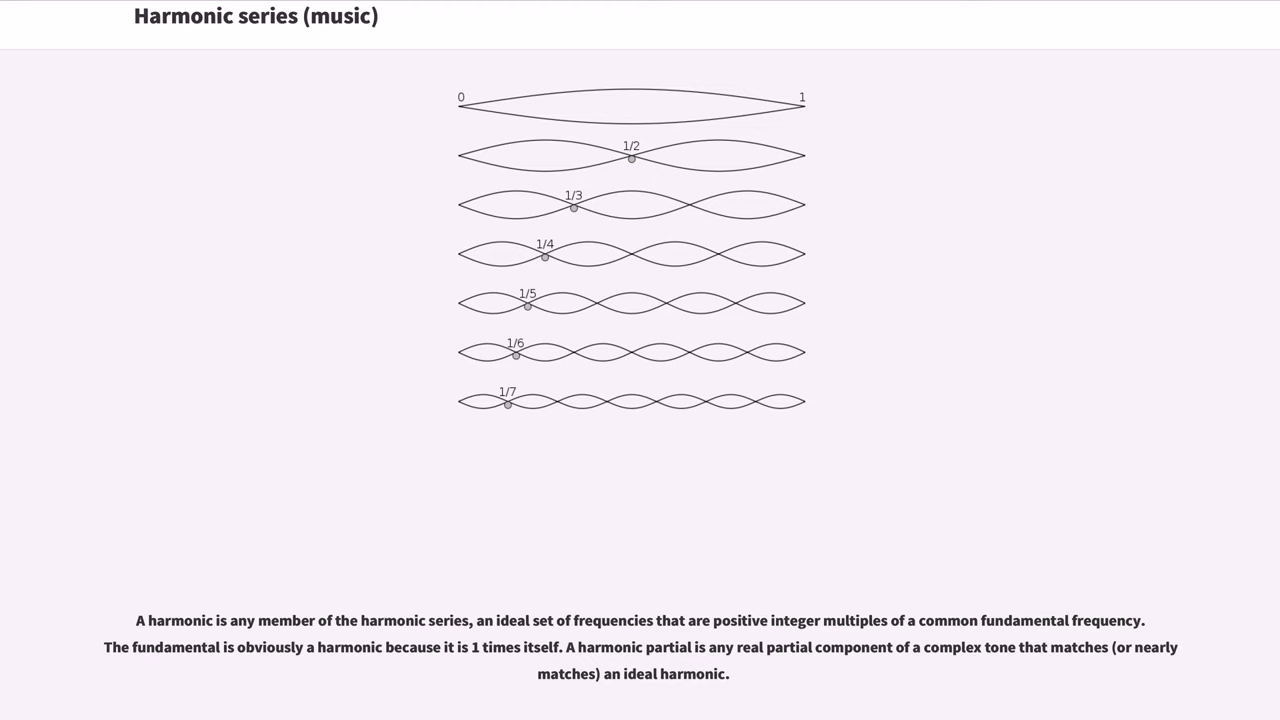 Harmonic series (music)
0 1
1/2
1/3
1/4
1/5
1/6
1/7
A harmonic is any member of the harmonic series, an ideal set of frequencies that are positive integer multiples of a common fundamental frequency.
The fundamental is obviously a harmonic because it is 1 times itself. A harmonic partial is any real partial component of a complex tone that matches (or nearly
matches) an ideal harmonic.